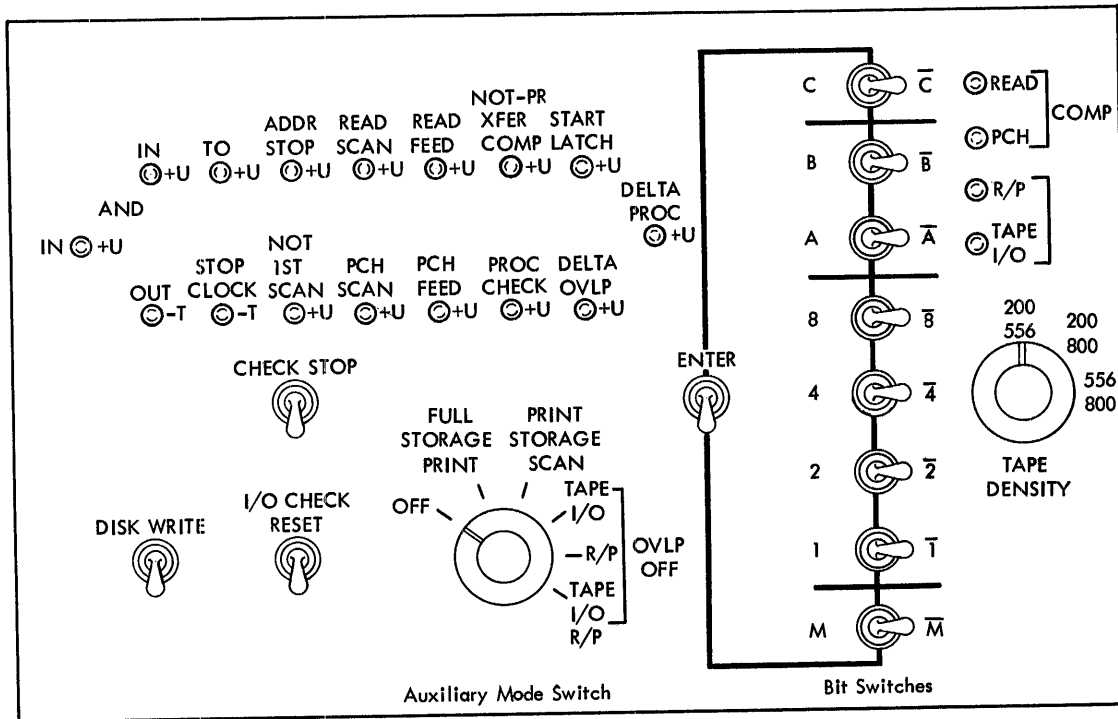 NOT-PR
ADDR READ READ XFER START
IN TO STOP SCAN FEED COMP LATCH
+U +U +U +U +U +U +U
AND
IN +U
DELTA
PROC
+U
NOT
STOP 1ST PCH PCH PROC DELTA
OUT CLOCK SCAN SCAN FEED CHECK OVLP
-T -T +U +U +U +U +U
CHECK STOP
DISK WRITE
I/O CHECK
RESET
FULL
STORAGE
PRINT
PRINT
STORAGE
SCAN
OFF
TAPE
I/O
R/P
TAPE
I/O
R/P
OVLP
OFF
Auxiliary Mode Switch
ENTER
C C̅
B B̅
A A̅
8 8̅
4 4̅
2 2̅
1 1̅
M M̅
Bit Switches
READ
PCH
COMP
R/P
TAPE
I/O
200
556
200
800
556
800
TAPE
DENSITY